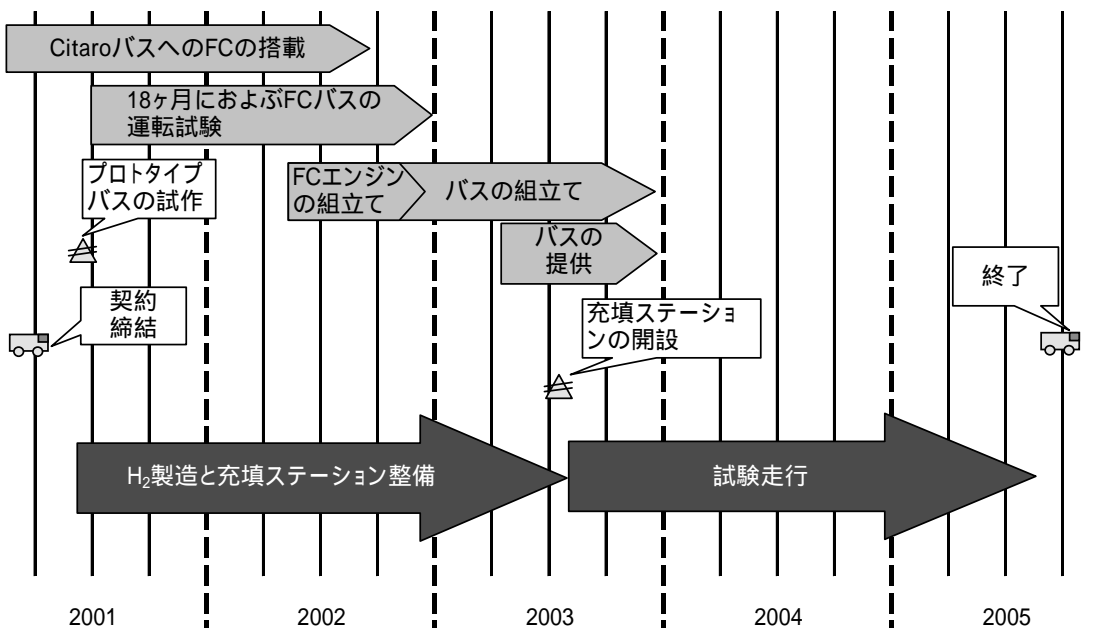 CitaroバスへのFCの搭載
18ヶ月におよぶFCバスの
運転試験
プロトタイプ
バスの試作
FCエンジン
の組立て
バスの組立て
バスの
提供
契約
締結
充填ステーショ
ンの開設
終了
H₂製造と充填ステーション整備
試験走行
2001
2002
2003
2004
2005